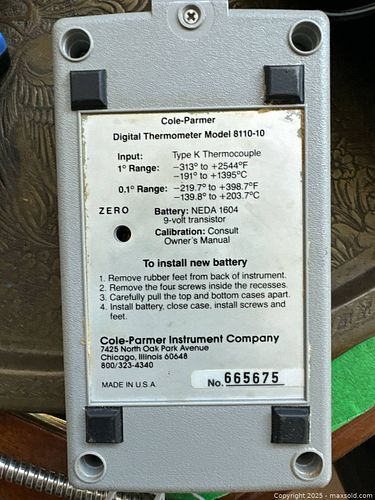 Cole-Parmer
Digital Thermometer Model 8110-10
Input: Type K Thermocouple
1° Range: -313° to +2544°F
-191° to +1395°C
0.1° Range: -219.7° to +398.7°F
-139.8° to +203.7°C
ZERO
Battery: NEDA 1604
9-volt transistor
Calibration: Consult
Owner's Manual
To install new battery
1. Remove rubber feet from back of instrument.
2. Remove the four screws inside the recesses.
3. Carefully pull the top and bottom cases apart.
4. Install battery, close case, install screws and
feet.
Cole-Parmer Instrument Company
7425 North Oak Park Avenue
Chicago, Illinois 60648
800/323-4340
MADE IN U.S.A.
No. 665675
Copyright © 2025 - maxsold.com